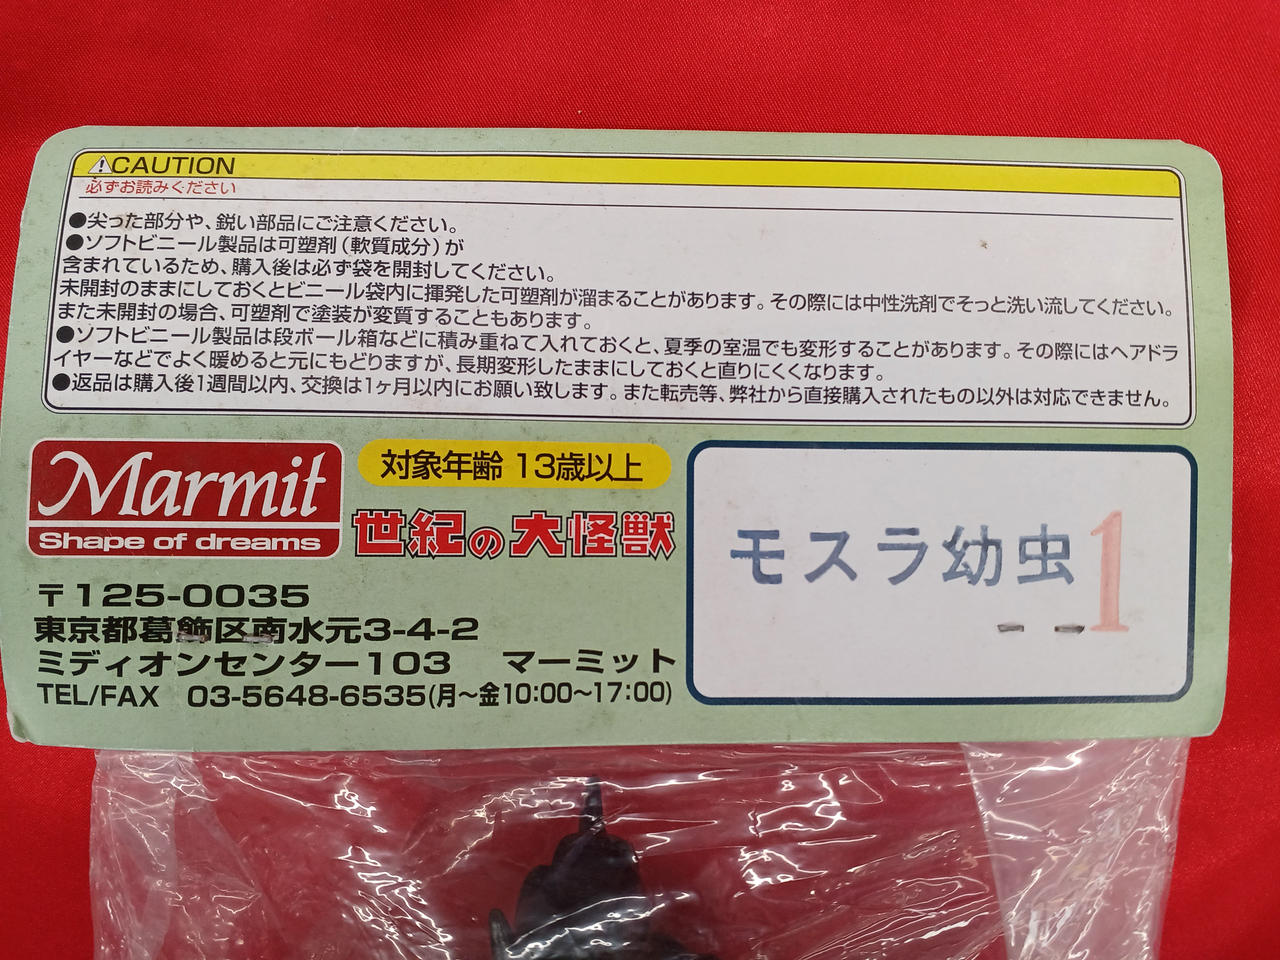 ⚠CAUTION
必ずお読みください
●尖った部分や、鋭い部品にご注意ください。
●ソフトビニール製品は可塑剤(軟質成分)が
含まれているため、購入後は必ず袋を開封してください。
未開封のままにしておくとビニール袋内に揮発した可塑剤が溜まることがあります。その際には中性洗剤でそっと洗い流してください。
また未開封の場合、可塑剤で塗装が変質することもあります。
●ソフトビニール製品は段ボール箱などに積み重ねて入れておくと、夏季の室温でも変形することがあります。その際にはヘアドラ
イヤーなどでよく暖めると元にもどりますが、長期変形したままにしておくと直りにくくなります。
●返品は購入後1週間以内、交換は1ヶ月以内にお願い致します。また転売等、弊社から直接購入されたもの以外は対応できません。
Marmit
Shape of dreams
対象年齢 13歳以上
世紀の大怪獣
〒125-0035
東京都葛飾区南水元3-4-2
ミディオンセンター103 マーミット
TEL/FAX 03-5648-6535(月〜金10:00〜17:00)
モスラ幼虫1